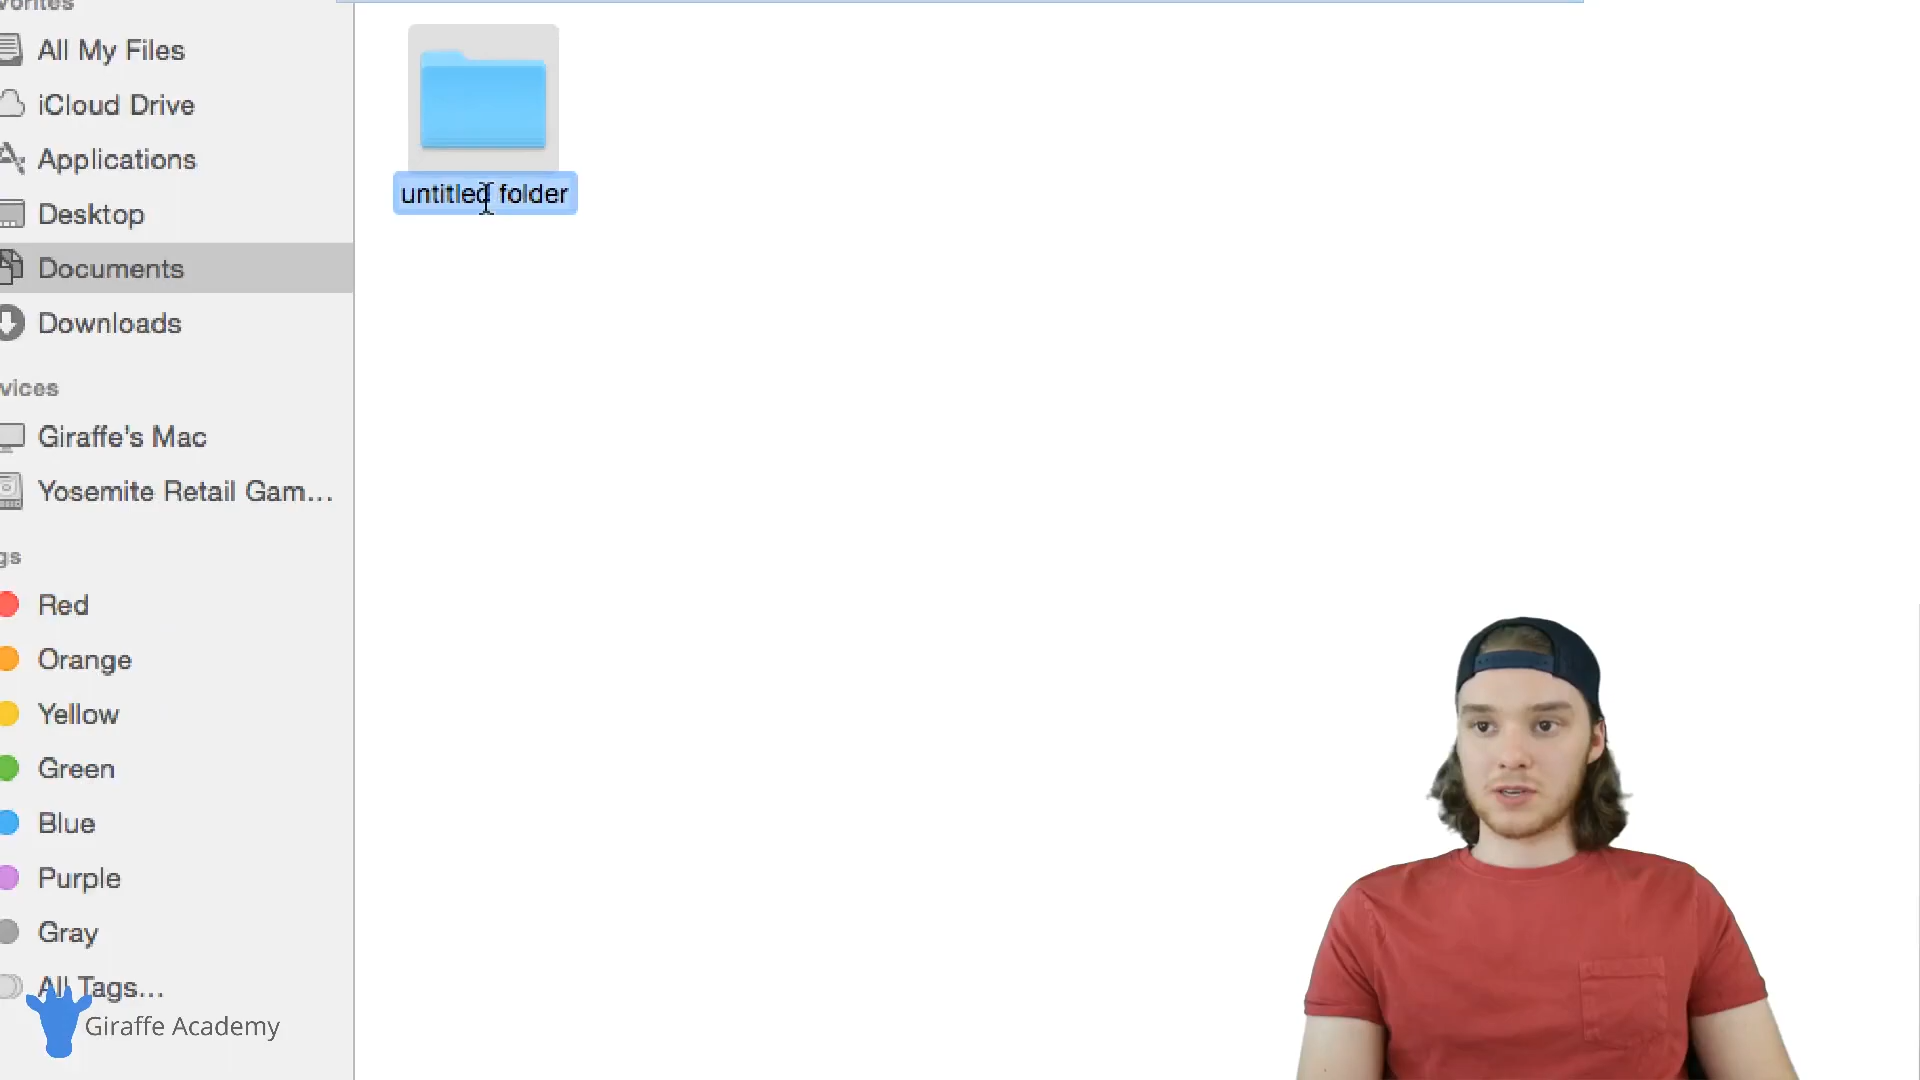 vorites
All My Files
iCloud Drive
Applications
Desktop
Documents
Downloads
vices
Giraffe's Mac
Yosemite Retail Gam...
gs
Red
Orange
Yellow
Green
Blue
Purple
Gray
All Tags...
Giraffe Academy
untitled folder